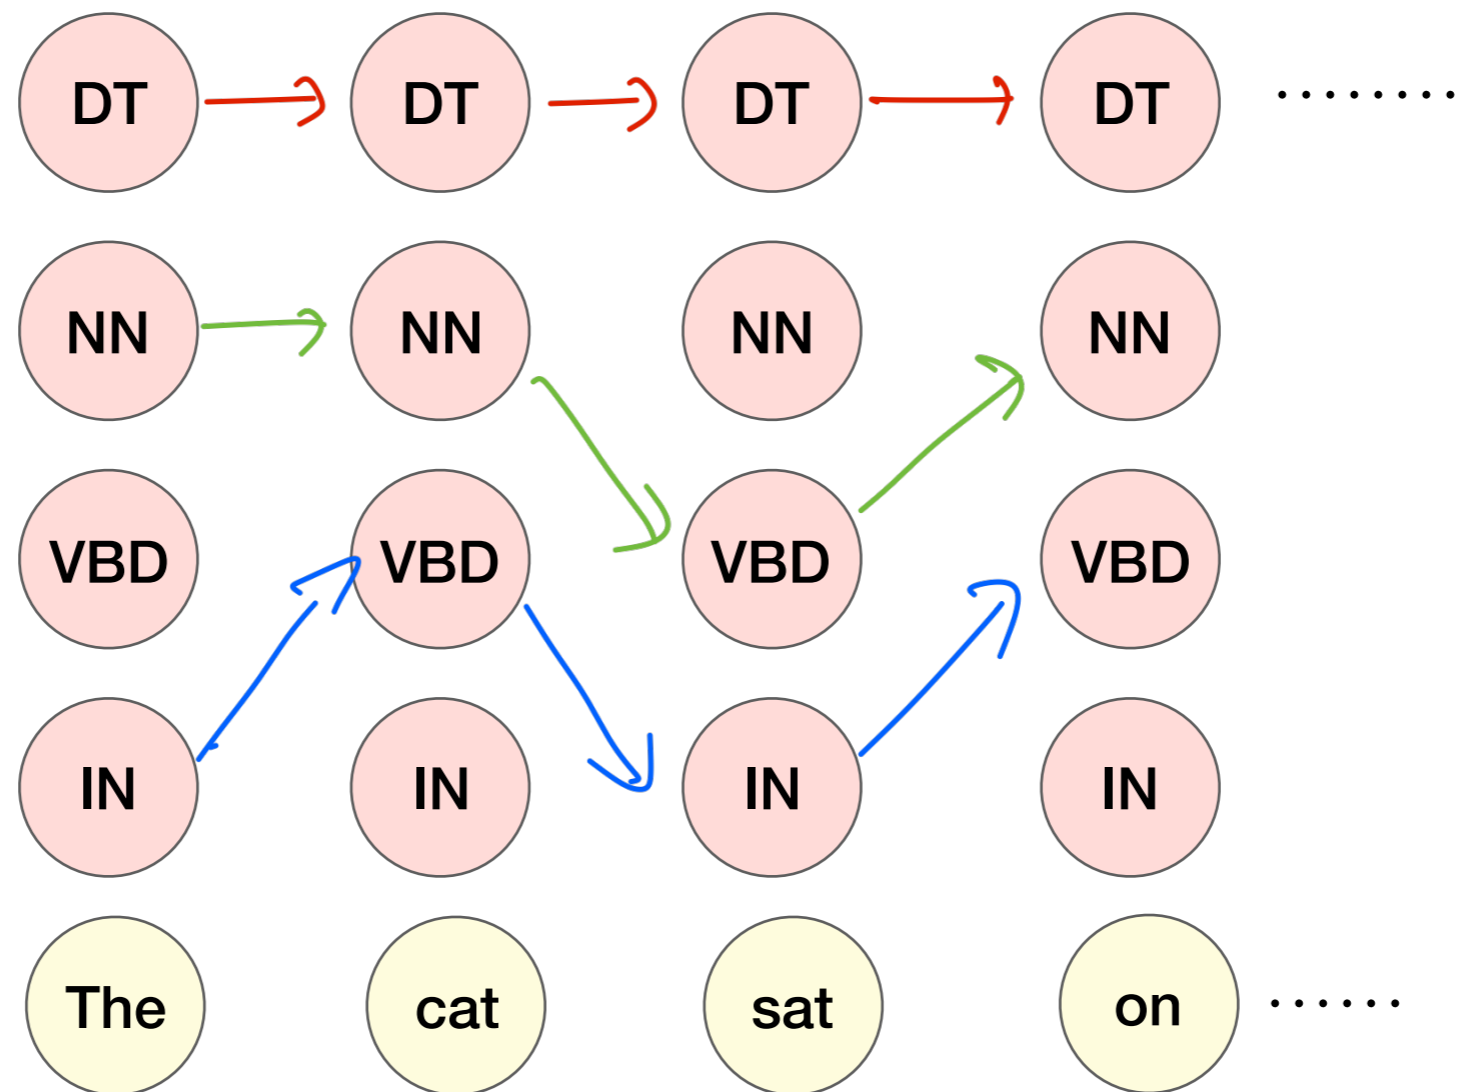 DT DT DT DT ........
NN NN NN NN
VBD VBD VBD VBD
IN IN IN IN
The cat sat on ......